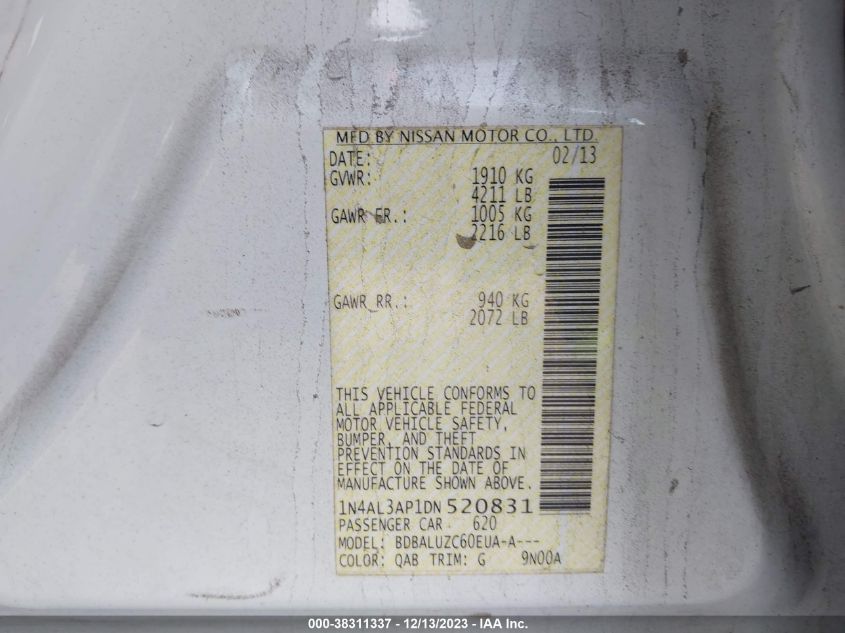 MFD BY NISSAN MOTOR CO., LTD.
DATE: 02/13
GVWR: 1910 KG
4211 LB
GAWR FR.: 1005 KG
2216 LB
GAWR RR.: 940 KG
2072 LB
THIS VEHICLE CONFORMS TO
ALL APPLICABLE FEDERAL
MOTOR VEHICLE SAFETY,
BUMPER, AND THEFT
PREVENTION STANDARDS IN
EFFECT ON THE DATE OF
MANUFACTURE SHOWN ABOVE.
1N4AL3AP1DN520831
PASSENGER CAR 620
MODEL: BDBALUZC60EUA-A---
COLOR: QAB TRIM: G 9N00A
000-38311337 - 12/13/2023 - IAA Inc.